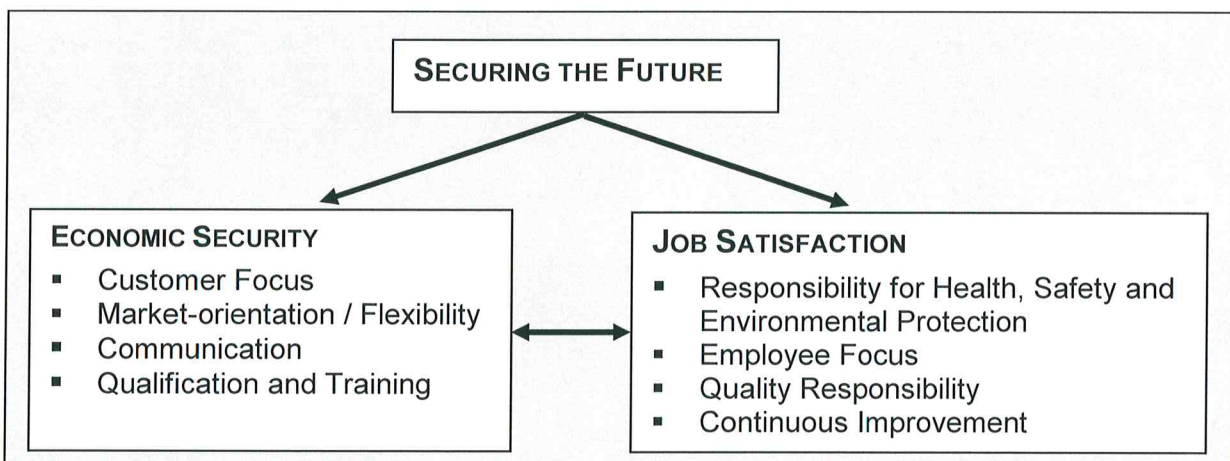 SECURING THE FUTURE
ECONOMIC SECURITY
▪ Customer Focus
▪ Market-orientation / Flexibility
▪ Communication
▪ Qualification and Training
JOB SATISFACTION
▪ Responsibility for Health, Safety and
Environmental Protection
▪ Employee Focus
▪ Quality Responsibility
▪ Continuous Improvement